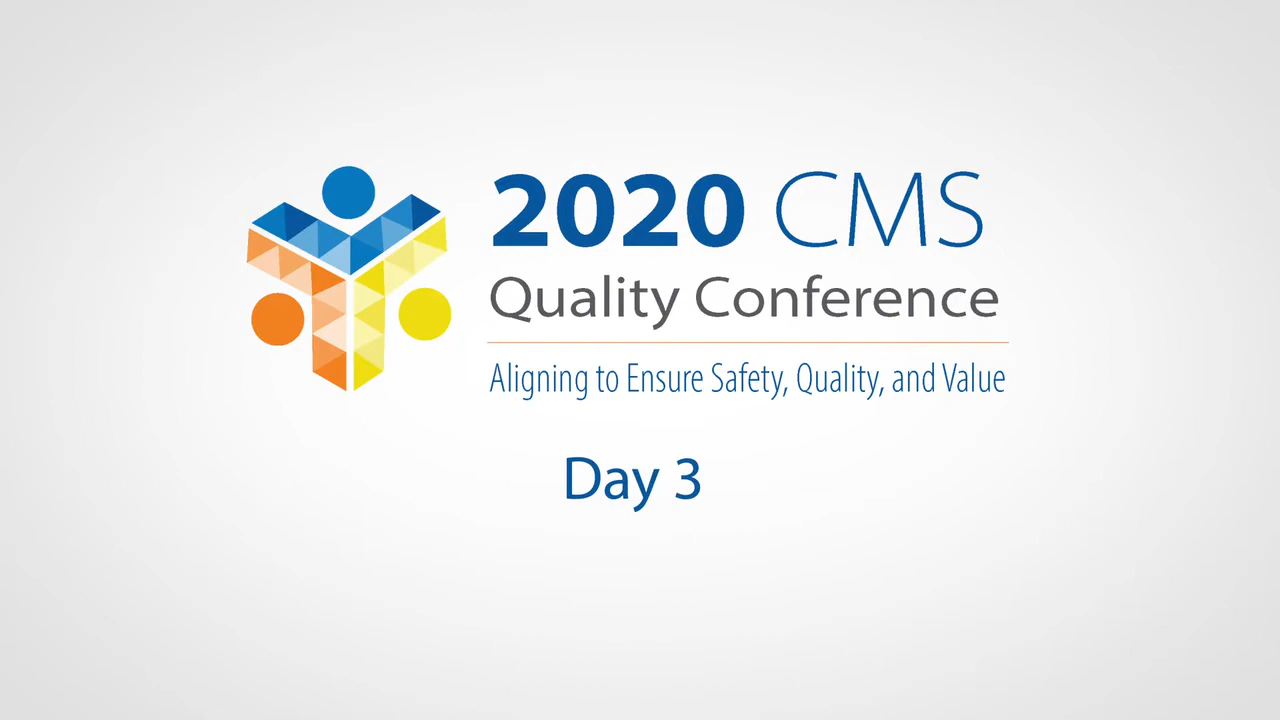 2020 CMS
Quality Conference
Aligning to Ensure Safety, Quality, and Value
Day 3